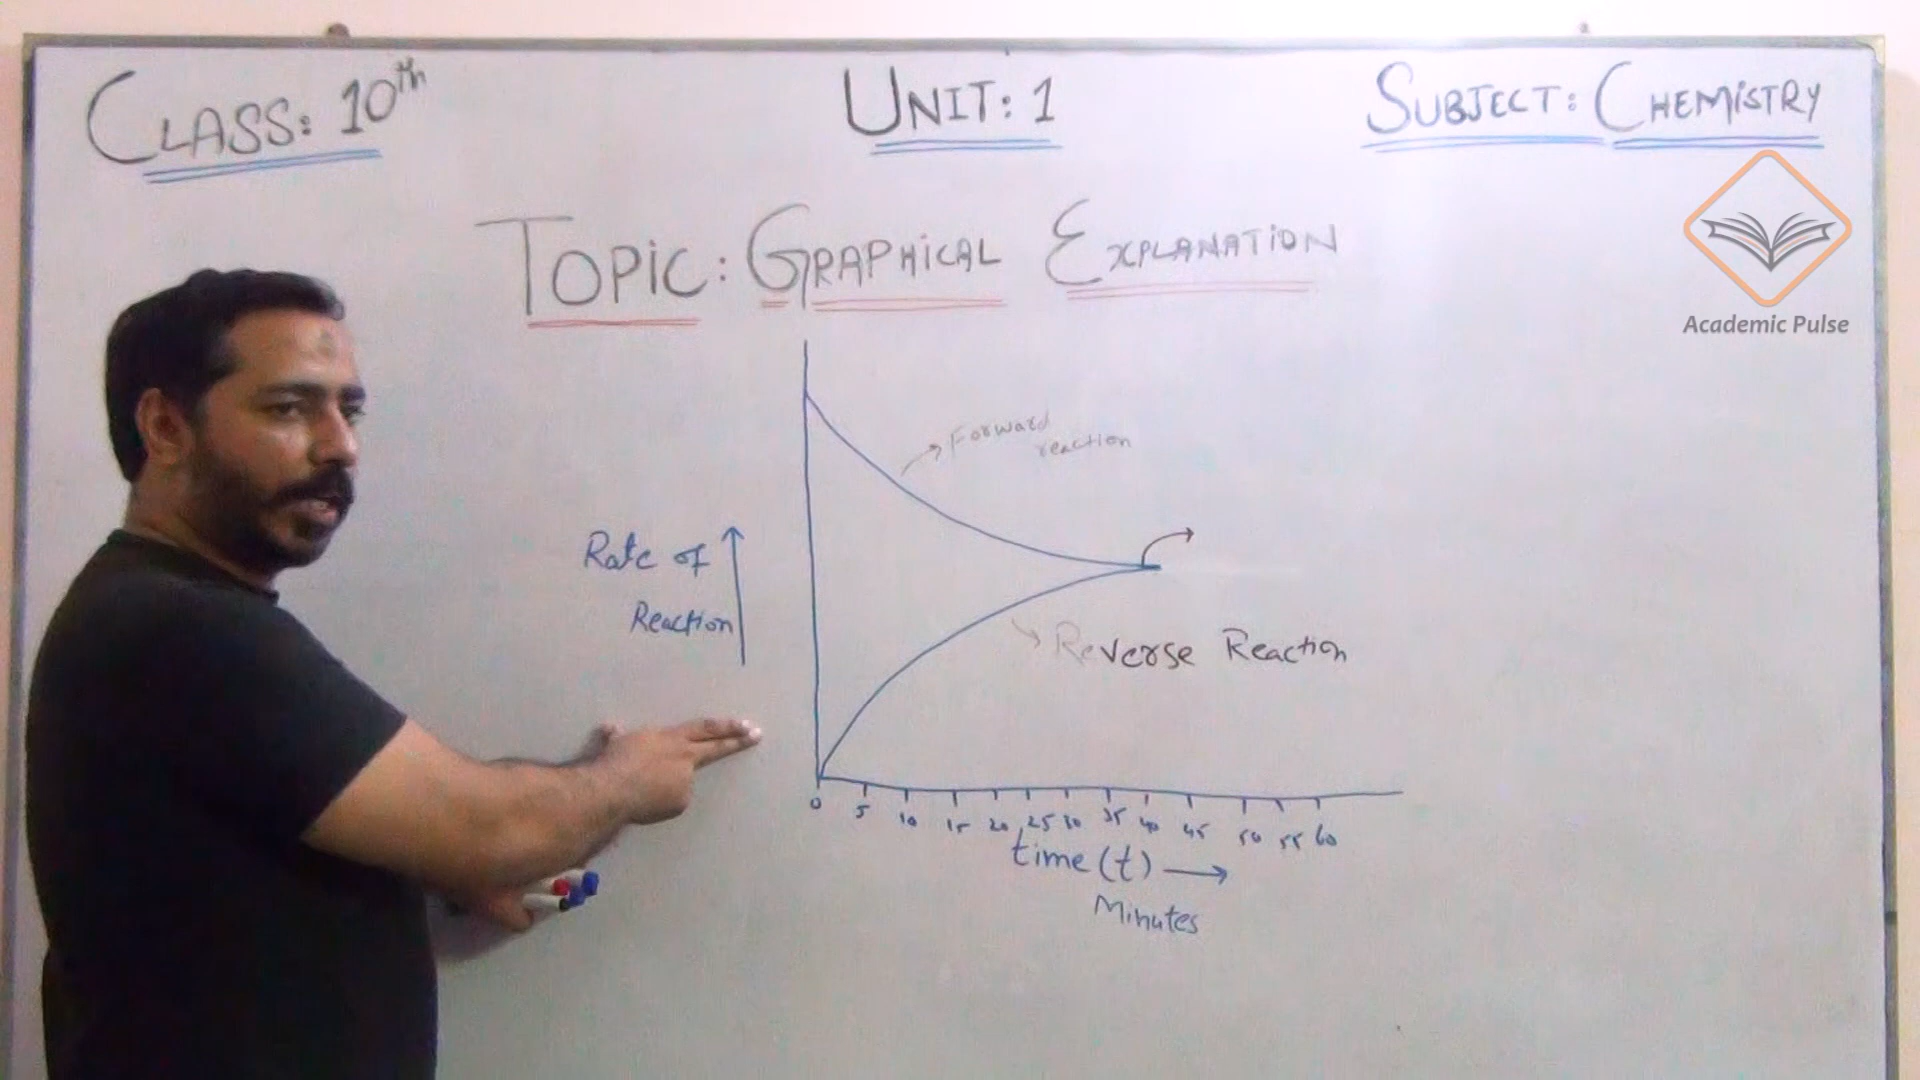 CLASS: 10th
UNIT: 1
SUBJECT: CHEMISTRY
Academic Pulse
TOPIC: GRAPHICAL EXPLANATION
Forward
reaction
Rate of
Reaction
Reverse Reaction
0 5 10 15 20 25 30 35 40 45 50 55 60
time (t)
Minutes